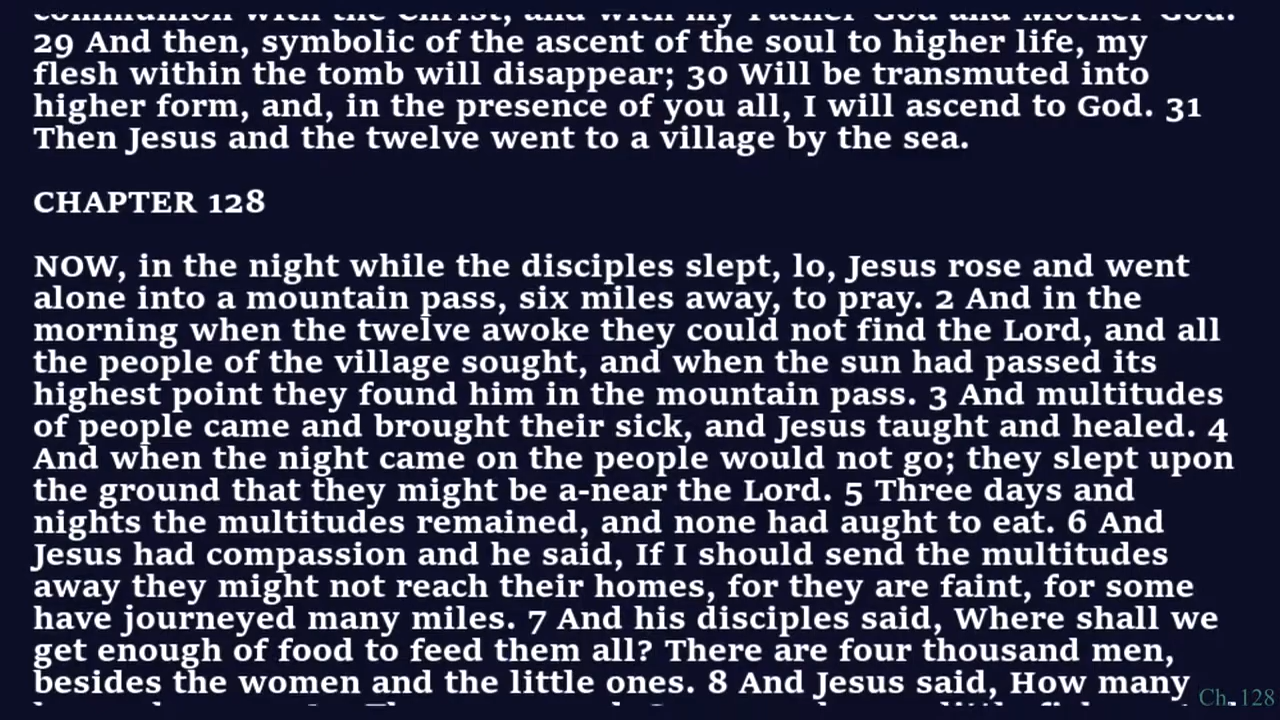 communion with the Christ, and with my Father God and Mother God.
29 And then, symbolic of the ascent of the soul to higher life, my
flesh within the tomb will disappear; 30 Will be transmuted into
higher form, and, in the presence of you all, I will ascend to God. 31
Then Jesus and the twelve went to a village by the sea.
CHAPTER 128
NOW, in the night while the disciples slept, lo, Jesus rose and went
alone into a mountain pass, six miles away, to pray. 2 And in the
morning when the twelve awoke they could not find the Lord, and all
the people of the village sought, and when the sun had passed its
highest point they found him in the mountain pass. 3 And multitudes
of people came and brought their sick, and Jesus taught and healed. 4
And when the night came on the people would not go; they slept upon
the ground that they might be a-near the Lord. 5 Three days and
nights the multitudes remained, and none had aught to eat. 6 And
Jesus had compassion and he said, If I should send the multitudes
away they might not reach their homes, for they are faint, for some
have journeyed many miles. 7 And his disciples said, Where shall we
get enough of food to feed them all? There are four thousand men,
besides the women and the little ones. 8 And Jesus said, How many
Ch. 128